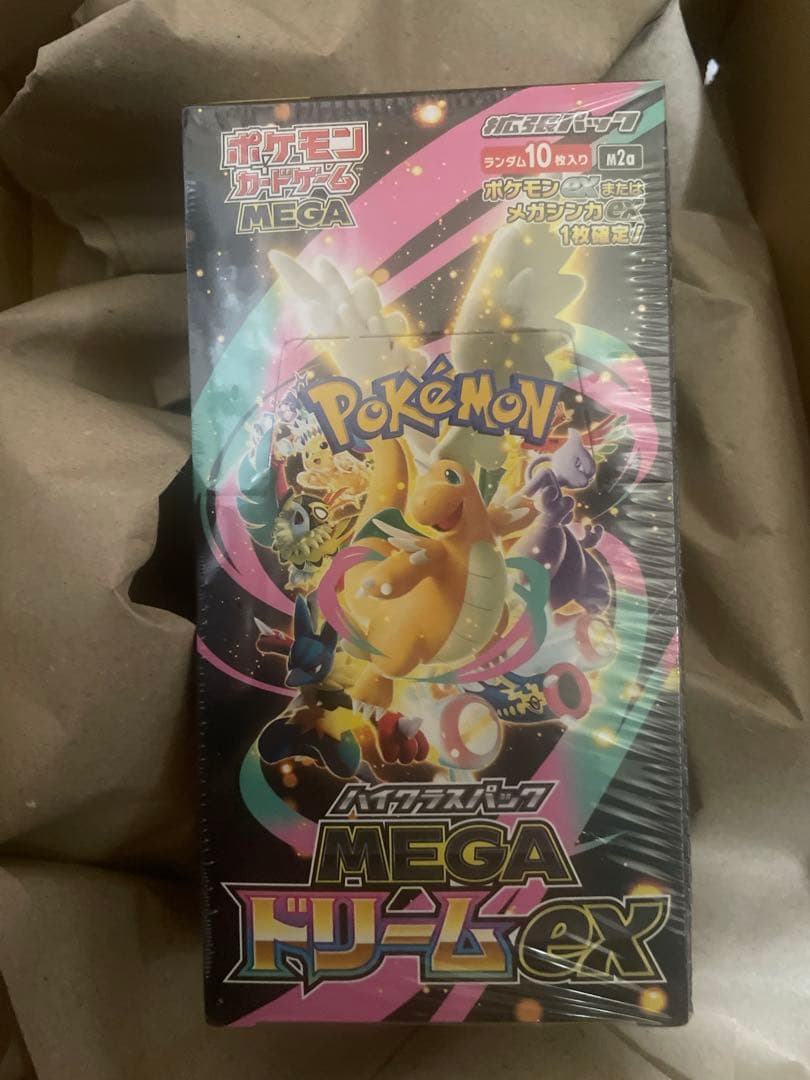 ポケモン
カードゲーム
MEGA
拡張パック
ランダム10枚入り
M2a
ポケモンexまたは
メガシンカex
1枚確定!
POKéMON
ハイクラスパック
MEGA
ドリームex